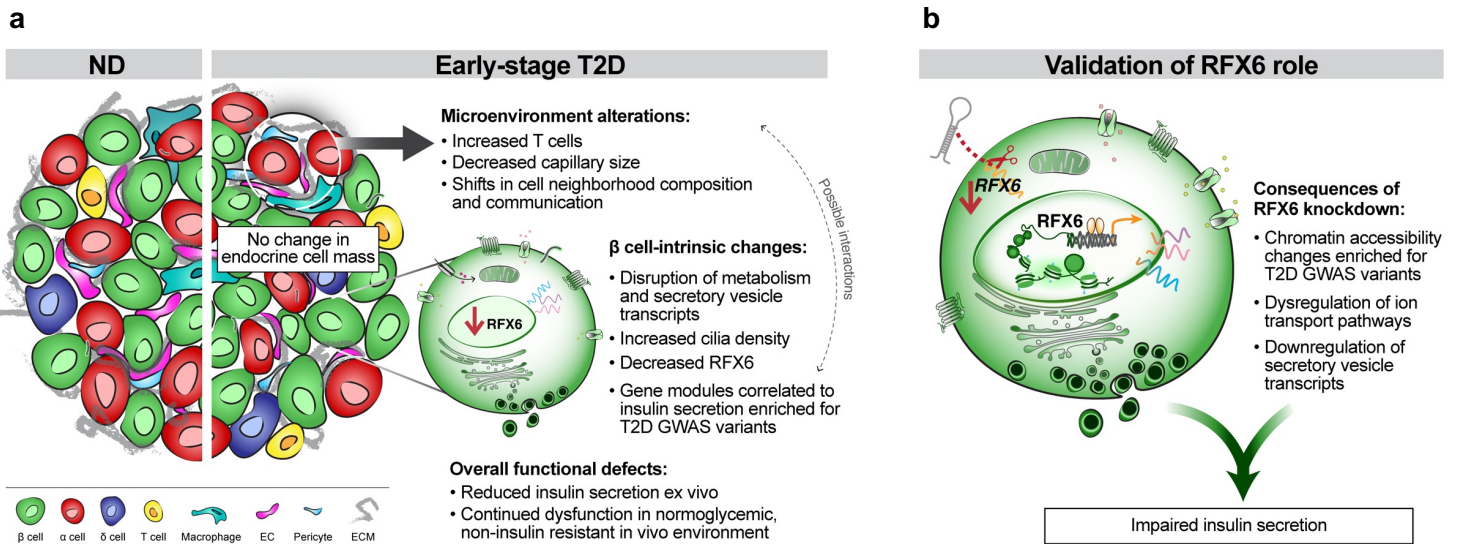 a
ND
Early-stage T2D
Microenvironment alterations:
• Increased T cells
• Decreased capillary size
• Shifts in cell neighborhood composition
and communication
Possible interactions
No change in
endocrine cell mass
β cell-intrinsic changes:
• Disruption of metabolism
and secretory vesicle
transcripts
• Increased cilia density
• Decreased RFX6
• Gene modules correlated to
insulin secretion enriched for
T2D GWAS variants
RFX6
Overall functional defects:
• Reduced insulin secretion ex vivo
• Continued dysfunction in normoglycemic,
non-insulin resistant in vivo environment
β cell
α cell
δ cell
T cell
Macrophage
EC
Pericyte
ECM
b
Validation of RFX6 role
RFX6
RFX6
Consequences of
RFX6 knockdown:
• Chromatin accessibility
changes enriched for
T2D GWAS variants
• Dysregulation of ion
transport pathways
• Downregulation of
secretory vesicle
transcripts
Impaired insulin secretion